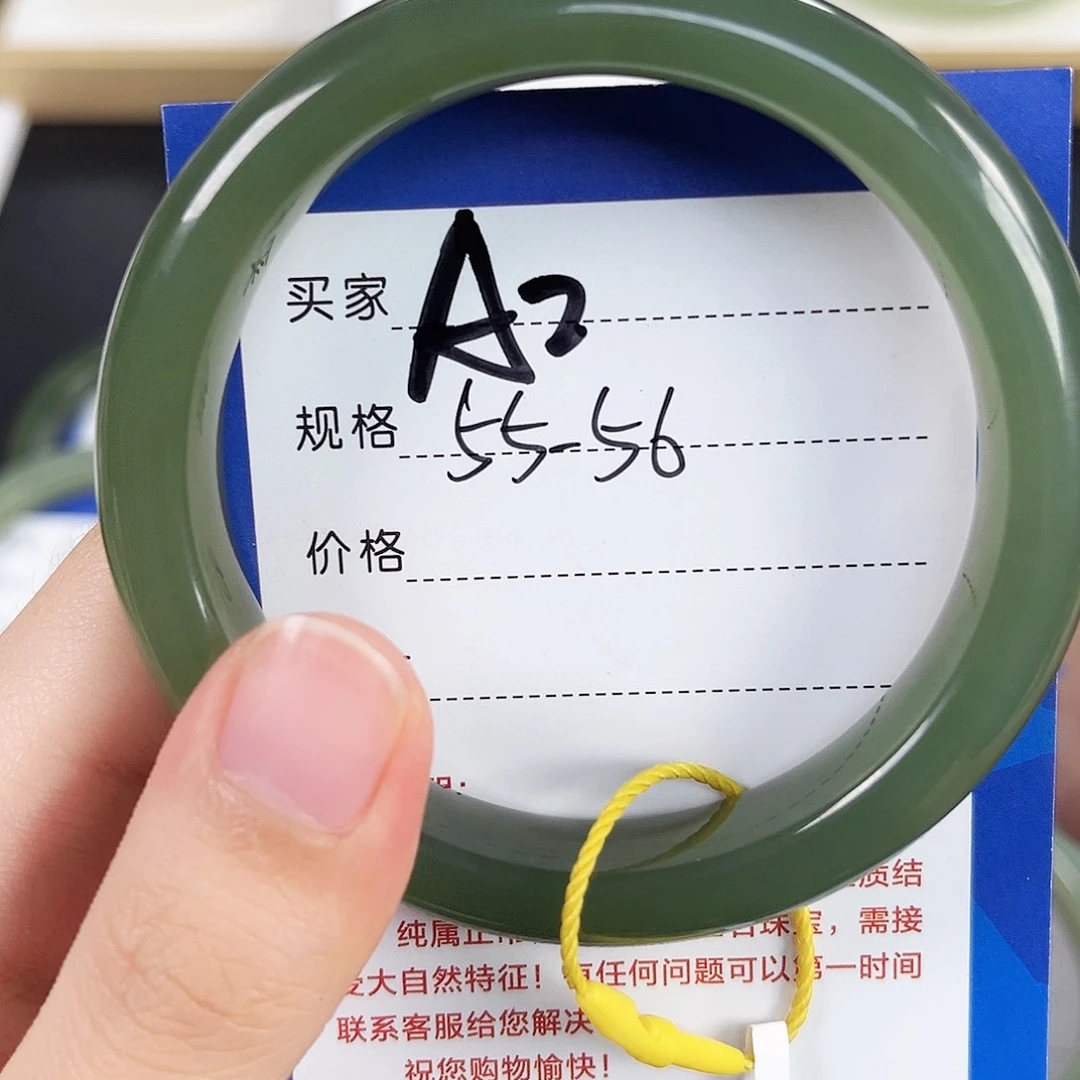 买家 A2
规格 55-56
价格
质结
纯属正 珠宝，需接
受大自然特征！有任何问题可以第一时间
联系客服给您解决
祝您购物愉快！